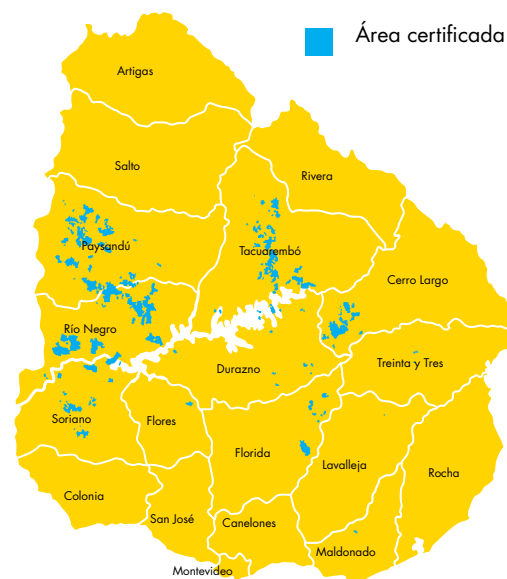 Área certificada
Artigas
Salto
Rivera
Paysandú
Tacuarembó
Cerro Largo
Río Negro
Treinta y Tres
Durazno
Soriano
Flores
Florida
Lavalleja
Rocha
Colonia
San José
Canelones
Maldonado
Montevideo